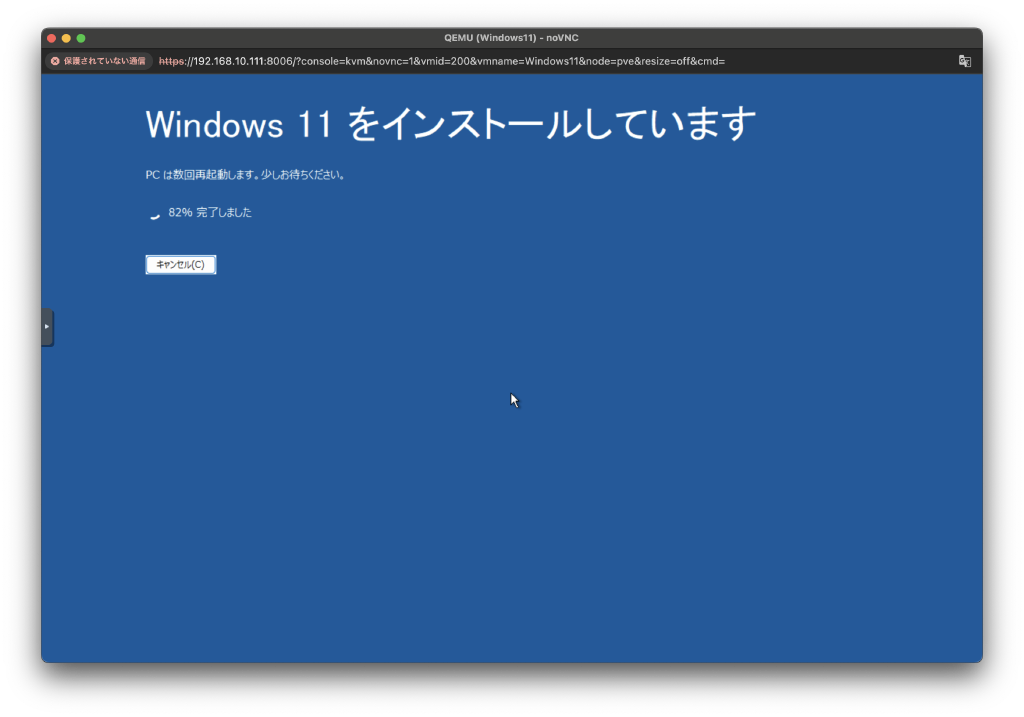 QEMU (Windows11) - noVNC
保護されていない通信 https://192.168.10.111:8006/?console=kvm&novnc=1&vmid=200&vmname=Windows11&node=pve&resize=off&cmd=
Windows 11 をインストールしています
PC は数回再起動します。少しお待ちください。
82% 完了しました
キャンセル(C)